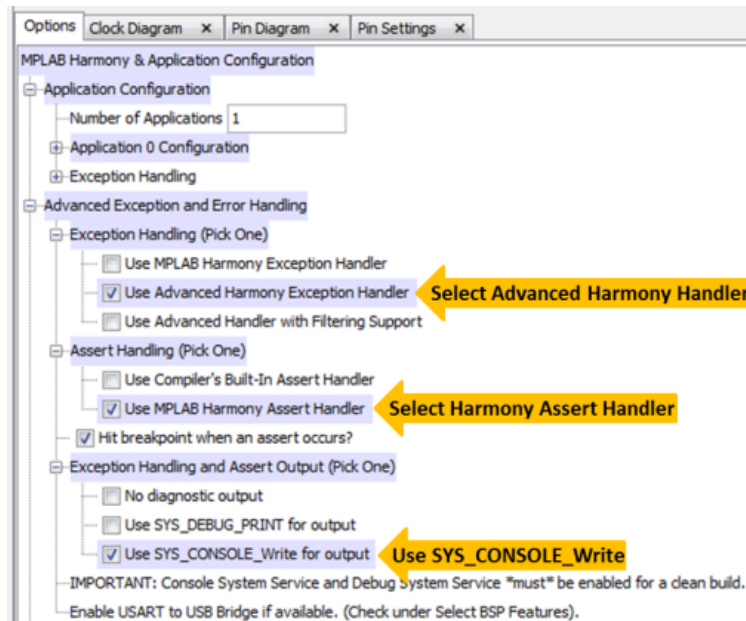 Options Clock Diagram x Pin Diagram x Pin Settings x
MPLAB Harmony & Application Configuration
Application Configuration
Number of Applications 1
Application 0 Configuration
Exception Handling
Advanced Exception and Error Handling
Exception Handling (Pick One)
Use MPLAB Harmony Exception Handler
Use Advanced Harmony Exception Handler Select Advanced Harmony Handler
Use Advanced Handler with Filtering Support
Assert Handling (Pick One)
Use Compiler's Built-In Assert Handler
Use MPLAB Harmony Assert Handler Select Harmony Assert Handler
Hit breakpoint when an assert occurs?
Exception Handling and Assert Output (Pick One)
No diagnostic output
Use SYS_DEBUG_PRINT for output
Use SYS_CONSOLE_Write for output Use SYS_CONSOLE_Write
IMPORTANT: Console System Service and Debug System Service *must* be enabled for a clean build.
Enable USART to USB Bridge if available. (Check under Select BSP Features).